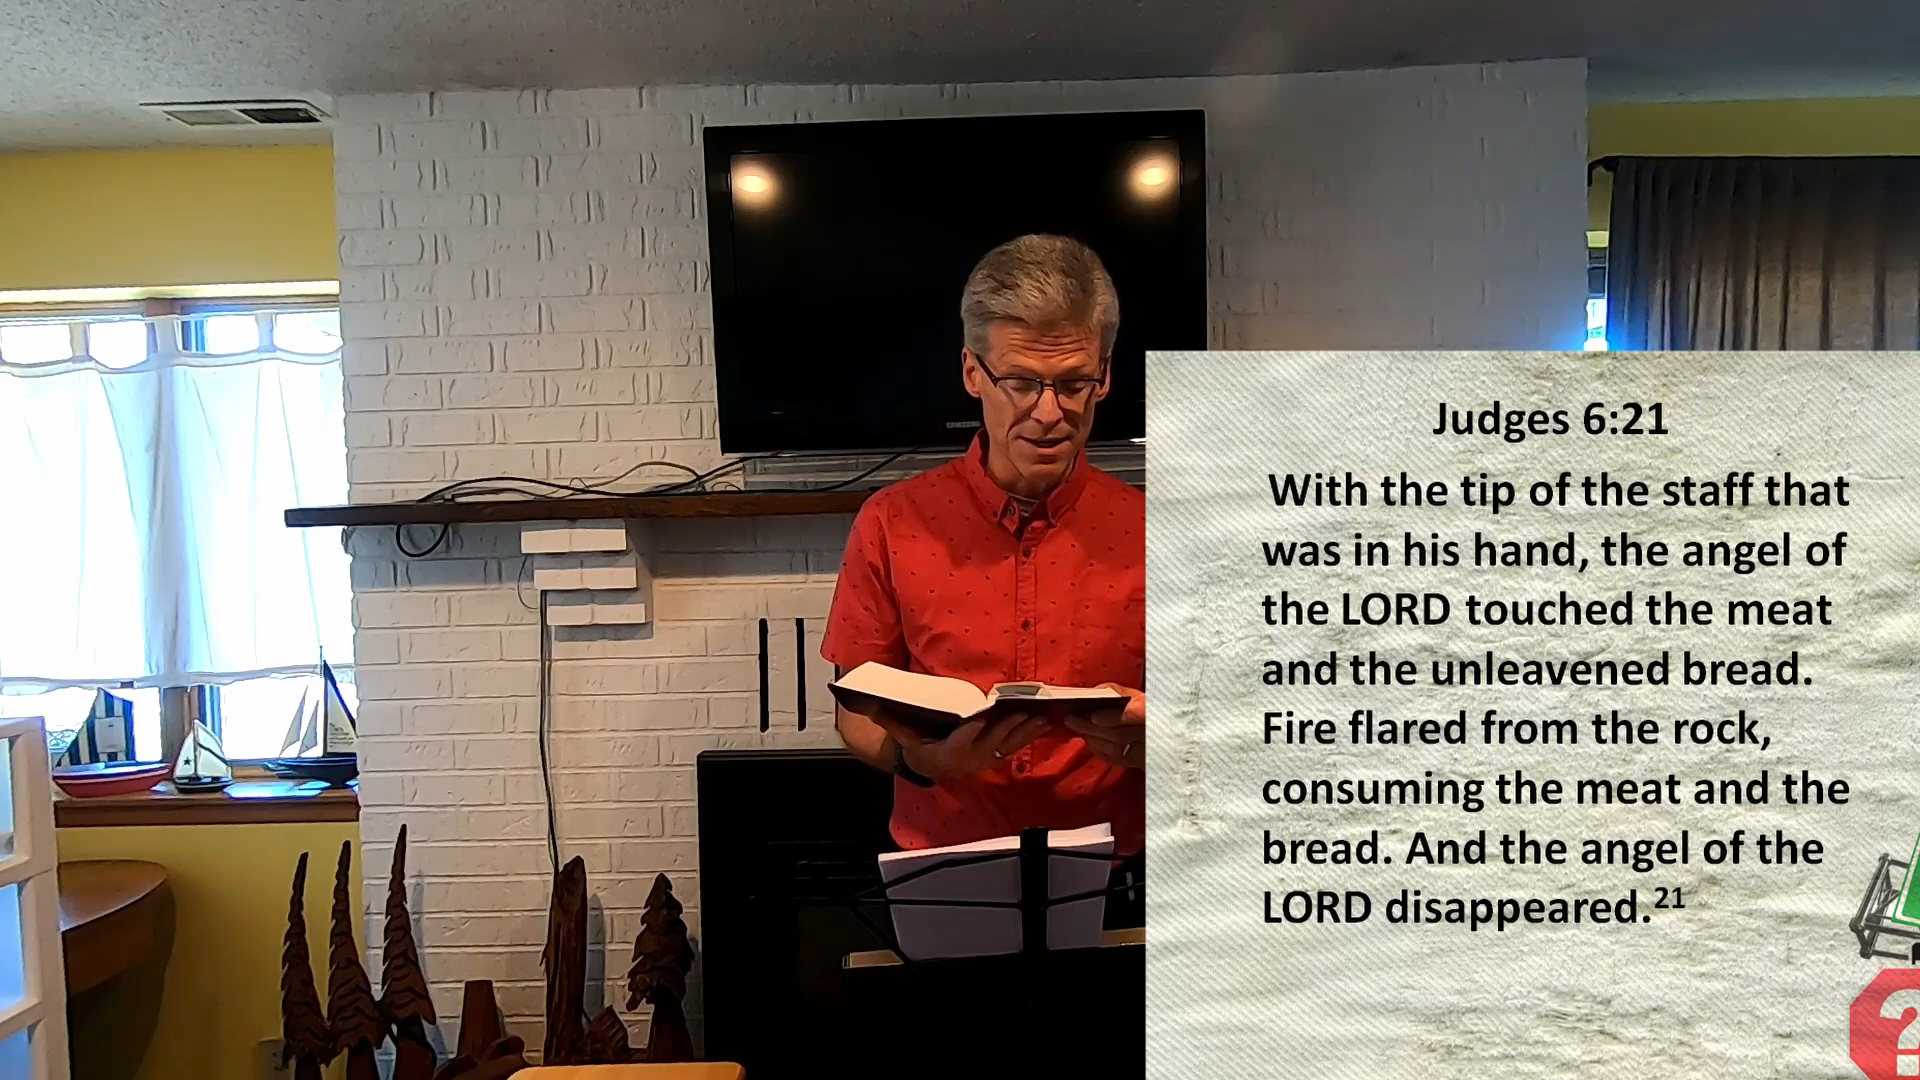 SAMSUNG
Judges 6:21
With the tip of the staff that
was in his hand, the angel of
the LORD touched the meat
and the unleavened bread.
Fire flared from the rock,
consuming the meat and the
bread. And the angel of the
LORD disappeared.21
?